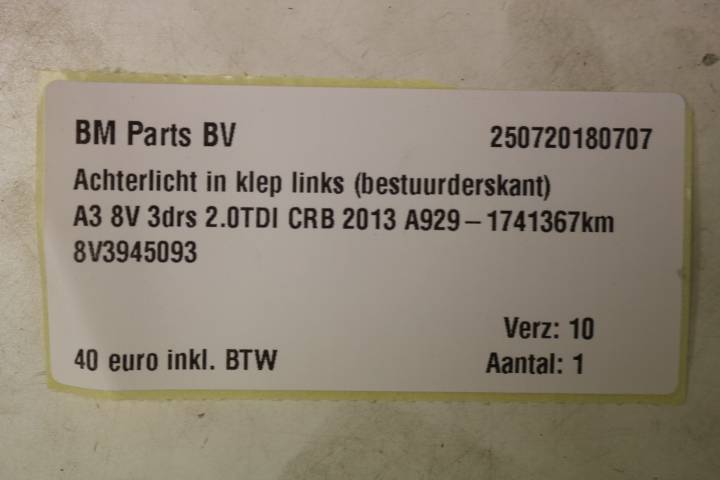 BM Parts BV 250720180707
Achterlicht in klep links (bestuurderskant)
A3 8V 3drs 2.0TDI CRB 2013 A929-1741367km
8V3945093
Verz: 10
40 euro inkl. BTW Aantal: 1